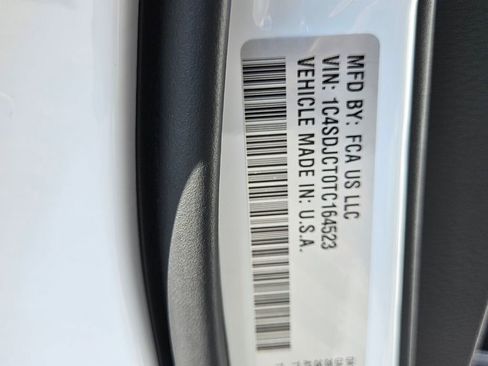 MFD BY: FCA US LLC
VIN: 1C4SDJCT0TC164523
VEHICLE MADE IN: U.S.A.